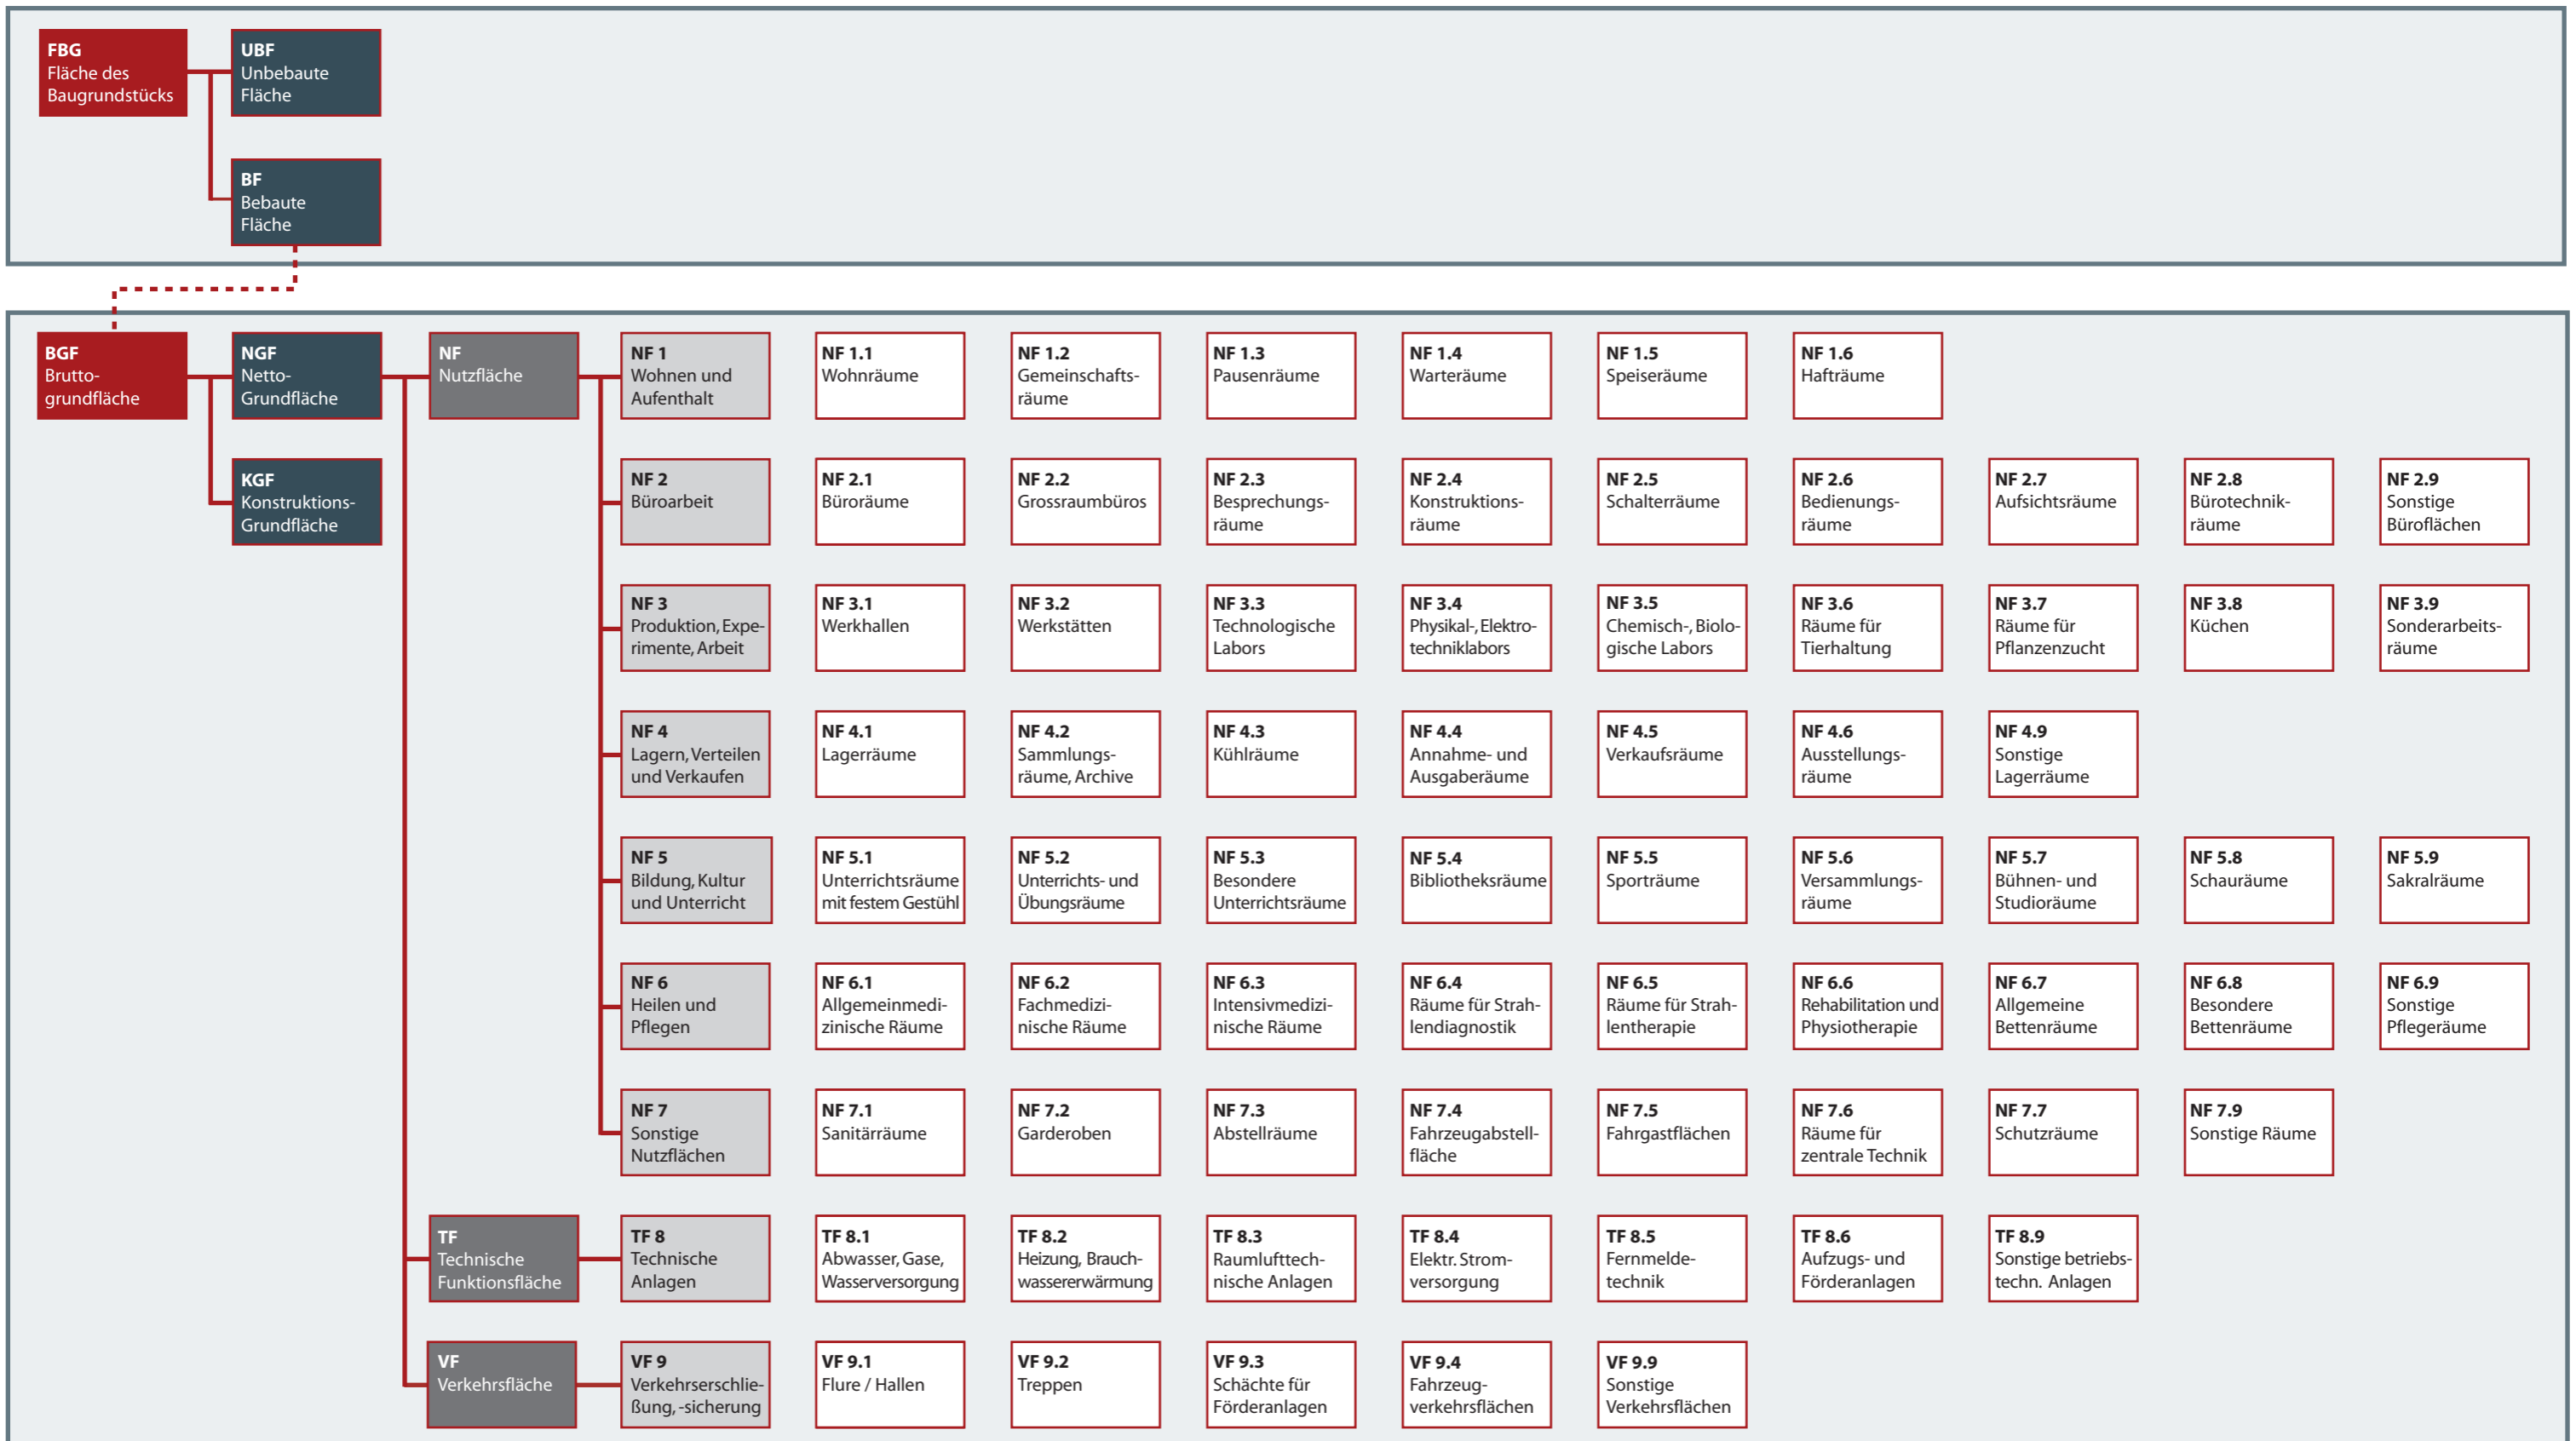 FBG
Fläche des
Baugrundstücks
UBF
Unbebaute
Fläche
BF
Bebaute
Fläche
BGF
Brutto-
grundfläche
NGF
Netto-
Grundfläche
KGF
Konstruktions-
Grundfläche
NF
Nutzfläche
NF 1
Wohnen und
Aufenthalt
NF 1.1
Wohnräume
NF 1.2
Gemeinschafts-
räume
NF 1.3
Pausenräume
NF 1.4
Warteräume
NF 1.5
Speiseräume
NF 1.6
Hafträume
NF 2
Büroarbeit
NF 2.1
Büroräume
NF 2.2
Grossraumbüros
NF 2.3
Besprechungs-
räume
NF 2.4
Konstruktions-
räume
NF 2.5
Schalterräume
NF 2.6
Bedienungs-
räume
NF 2.7
Aufsichtsräume
NF 2.8
Bürotechnik-
räume
NF 2.9
Sonstige
Büroflächen
NF 3
Produktion, Expe-
rimente, Arbeit
NF 3.1
Werkhallen
NF 3.2
Werkstätten
NF 3.3
Technologische
Labors
NF 3.4
Physikal-, Elektro-
techniklabors
NF 3.5
Chemisch-, Biolo-
gische Labors
NF 3.6
Räume für
Tierhaltung
NF 3.7
Räume für
Pflanzenzucht
NF 3.8
Küchen
NF 3.9
Sonderarbeits-
räume
NF 4
Lagern, Verteilen
und Verkaufen
NF 4.1
Lagerräume
NF 4.2
Sammlungs-
räume, Archive
NF 4.3
Kühlräume
NF 4.4
Annahme- und
Ausgaberäume
NF 4.5
Verkaufsräume
NF 4.6
Ausstellungs-
räume
NF 4.9
Sonstige
Lagerräume
NF 5
Bildung, Kultur
und Unterricht
NF 5.1
Unterrichtsräume
mit festem Gestühl
NF 5.2
Unterrichts- und
Übungsräume
NF 5.3
Besondere
Unterrichtsräume
NF 5.4
Bibliotheksräume
NF 5.5
Sporträume
NF 5.6
Versammlungs-
räume
NF 5.7
Bühnen- und
Studioräume
NF 5.8
Schauräume
NF 5.9
Sakralräume
NF 6
Heilen und
Pflegen
NF 6.1
Allgemeinmedi-
zinische Räume
NF 6.2
Fachmedizi-
nische Räume
NF 6.3
Intensivmedizi-
nische Räume
NF 6.4
Räume für Strah-
lendiagnostik
NF 6.5
Räume für Strah-
lentherapie
NF 6.6
Rehabilitation und
Physiotherapie
NF 6.7
Allgemeine
Bettenräume
NF 6.8
Besondere
Bettenräume
NF 6.9
Sonstige
Pflegeräume
NF 7
Sonstige
Nutzflächen
NF 7.1
Sanitärräume
NF 7.2
Garderoben
NF 7.3
Abstellräume
NF 7.4
Fahrzeugabstell-
fläche
NF 7.5
Fahrgastflächen
NF 7.6
Räume für
zentrale Technik
NF 7.7
Schutzräume
NF 7.9
Sonstige Räume
TF
Technische
Funktionsfläche
TF 8
Technische
Anlagen
TF 8.1
Abwasser, Gase,
Wasserversorgung
TF 8.2
Heizung, Brauch-
wassererwärmung
TF 8.3
Raumlufttech-
nische Anlagen
TF 8.4
Elektr. Strom-
versorgung
TF 8.5
Fernmelde-
technik
TF 8.6
Aufzugs- und
Förderanlagen
TF 8.9
Sonstige betriebs-
techn. Anlagen
VF
Verkehrsfläche
VF 9
Verkehrserschlie-
ßung, -sicherung
VF 9.1
Flure / Hallen
VF 9.2
Treppen
VF 9.3
Schächte für
Förderanlagen
VF 9.4
Fahrzeug-
verkehrsflächen
VF 9.9
Sonstige
Verkehrsflächen